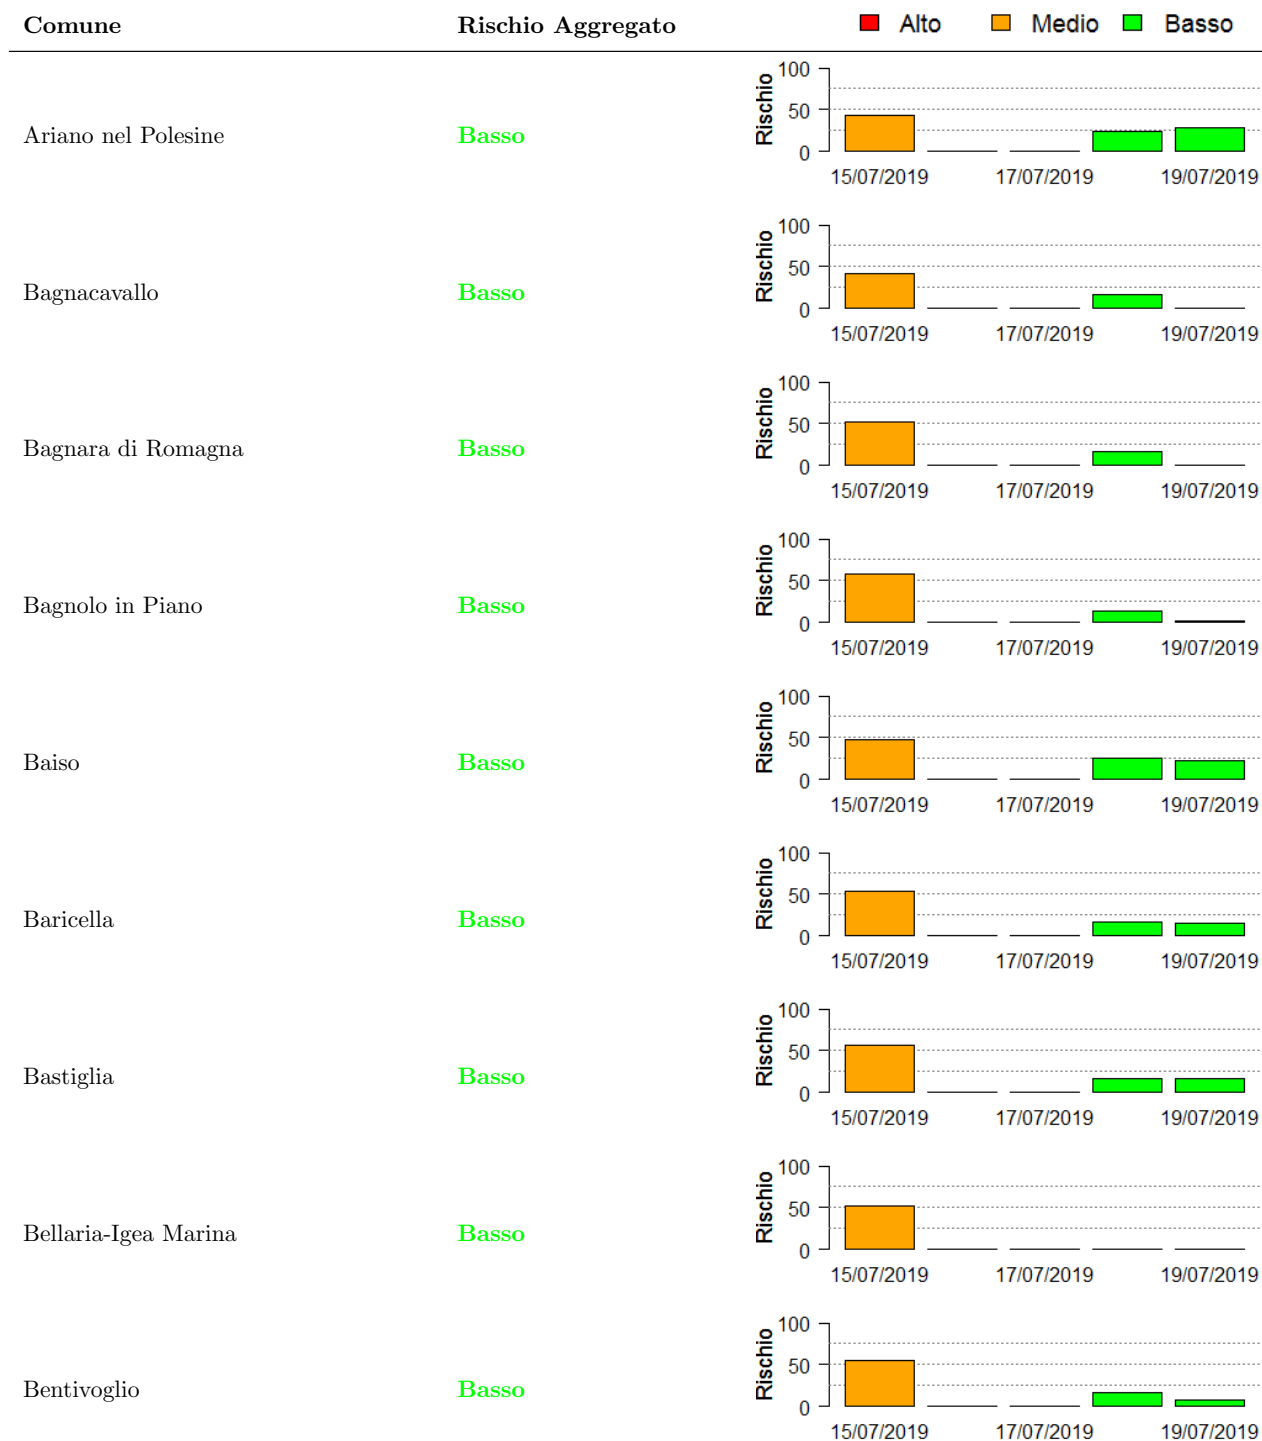 Comune Rischio Aggregato Alto Medio Basso
Ariano nel Polesine Basso Rischio 100 50 0
15/07/2019 17/07/2019 19/07/2019
Bagnacavallo Basso Rischio 100 50 0
15/07/2019 17/07/2019 19/07/2019
Bagnara di Romagna Basso Rischio 100 50 0
15/07/2019 17/07/2019 19/07/2019
Bagnolo in Piano Basso Rischio 100 50 0
15/07/2019 17/07/2019 19/07/2019
Baiso Basso Rischio 100 50 0
15/07/2019 17/07/2019 19/07/2019
Baricella Basso Rischio 100 50 0
15/07/2019 17/07/2019 19/07/2019
Bastiglia Basso Rischio 100 50 0
15/07/2019 17/07/2019 19/07/2019
Bellaria-Igea Marina Basso Rischio 100 50 0
15/07/2019 17/07/2019 19/07/2019
Bentivoglio Basso Rischio 100 50 0
15/07/2019 17/07/2019 19/07/2019